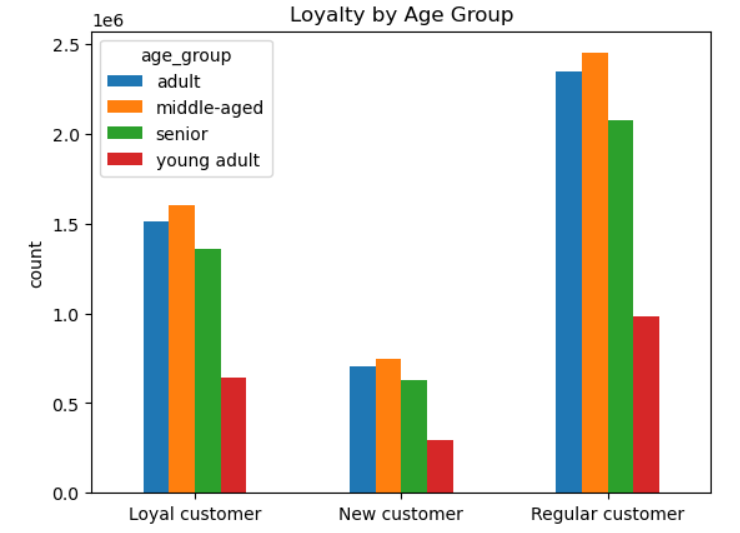 Loyalty by Age Group
1e6
2.5
2.0
1.5
1.0
0.5
0.0
count
age_group
adult
middle-aged
senior
young adult
Loyal customer
New customer
Regular customer